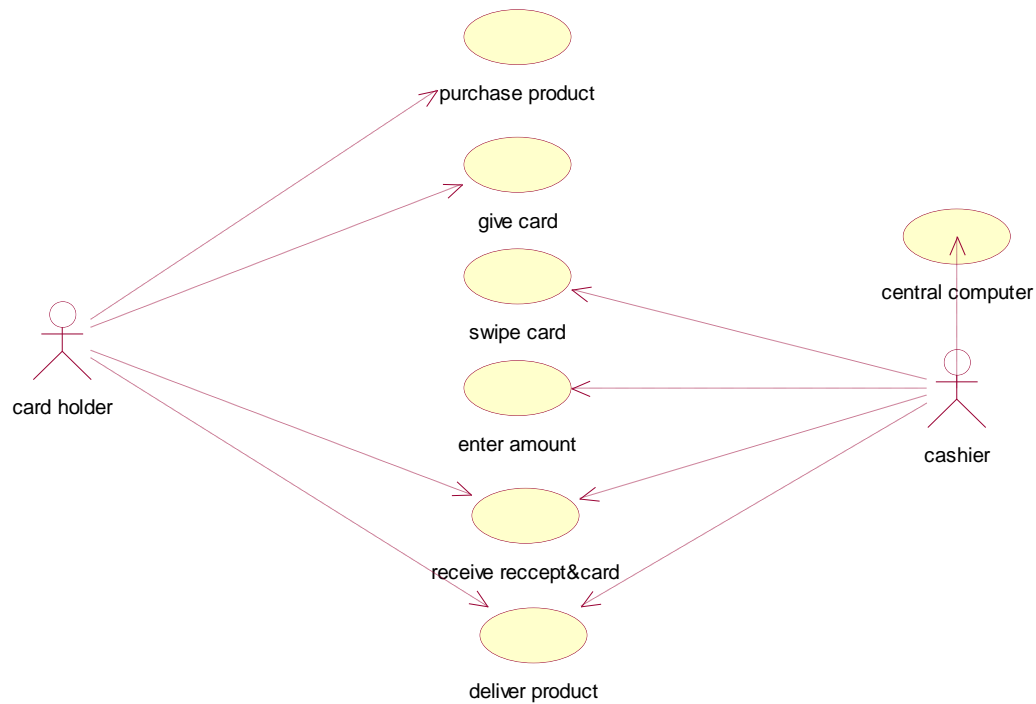 purchase product
give card
central computer
swipe card
card holder
enter amount
cashier
receive reccept&card
deliver product